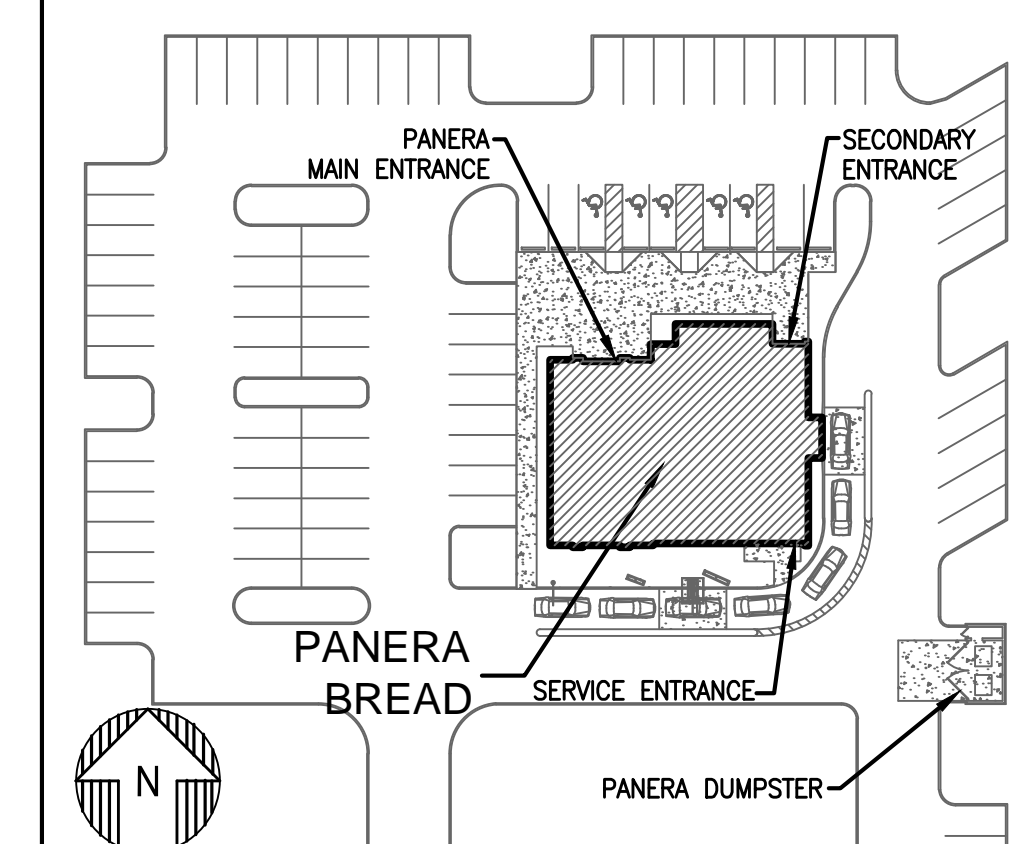 PANERA
MAIN ENTRANCE
SECONDARY
ENTRANCE
PANERA
BREAD
SERVICE ENTRANCE
PANERA DUMPSTER
N